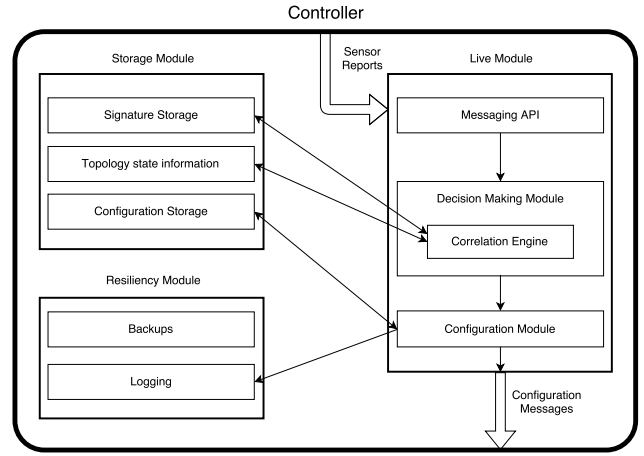 Controller
Storage Module
Sensor
Reports
Live Module
Signature Storage
Topology state information
Configuration Storage
Messaging API
Decision Making Module
Correlation Engine
Resiliency Module
Backups
Logging
Configuration Module
Configuration
Messages